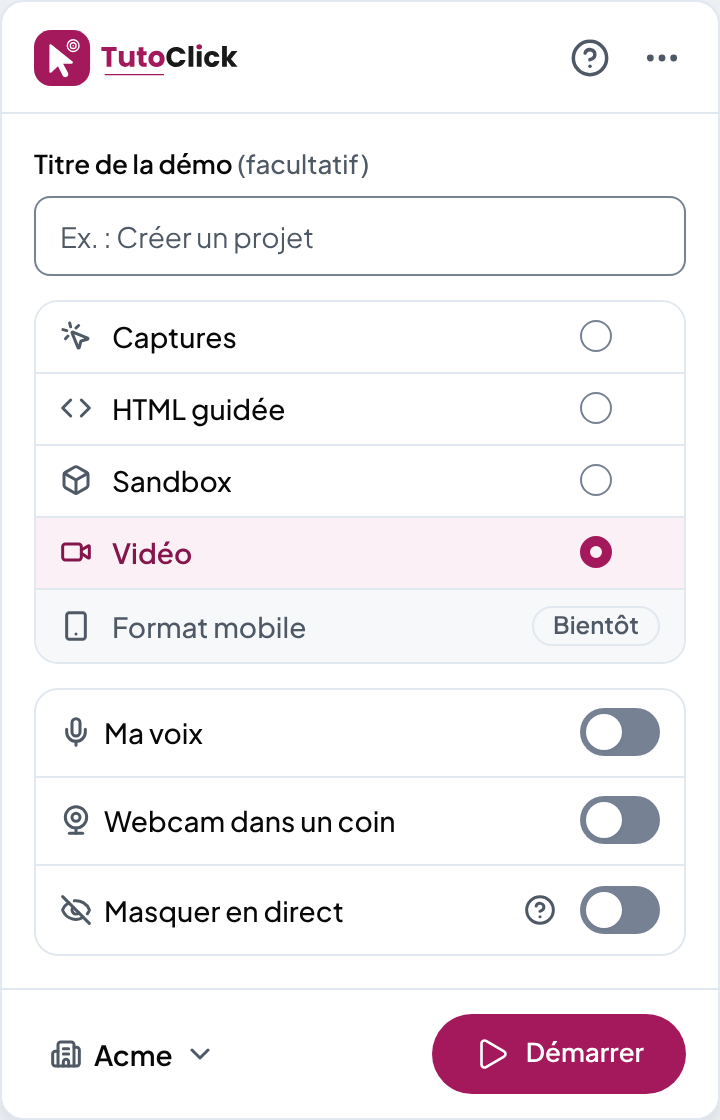 TutoClick
Titre de la démo (facultatif)
Ex. : Créer un projet
Captures
HTML guidée
Sandbox
Vidéo
Format mobile Bientôt
Ma voix
Webcam dans un coin
Masquer en direct
Acme Démarrer